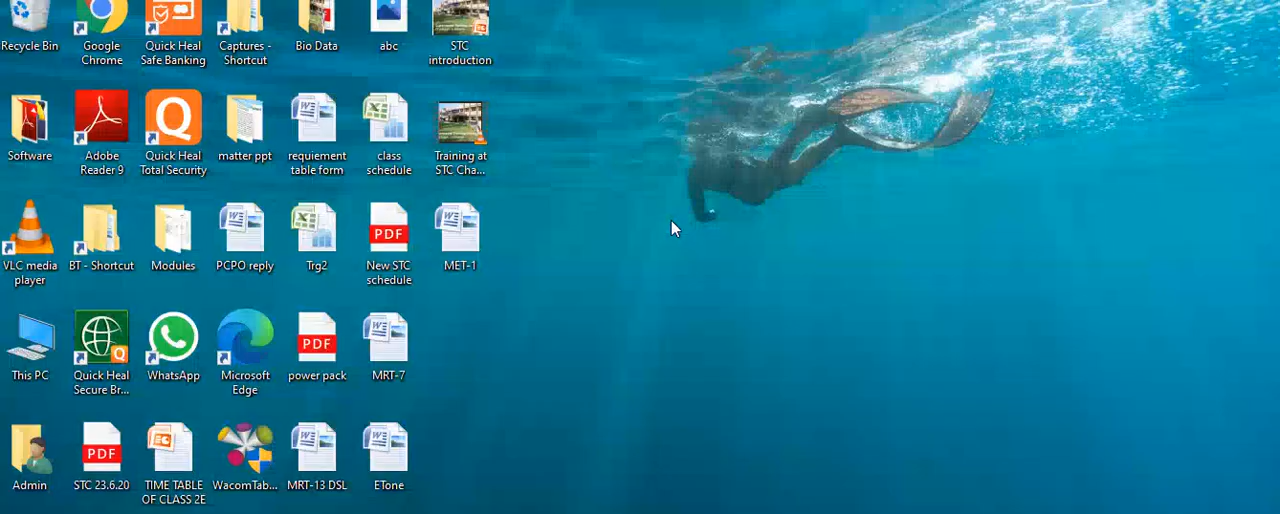 Recycle Bin
Google
Chrome
Quick Heal
Safe Banking
Captures -
Shortcut
Bio Data
abc
STC
introduction
Software
Adobe
Reader 9
Quick Heal
Total Security
matter ppt
requiement
table form
class
schedule
Training at
STC Cha...
VLC media
player
BT - Shortcut
Modules
PCPO reply
Trg2
PDF
New STC
schedule
MET-1
This PC
Quick Heal
Secure Br...
WhatsApp
Microsoft
Edge
PDF
power pack
MRT-7
Admin
PDF
STC 23.6.20
TIME TABLE
OF CLASS 2E
WacomTab...
MRT-13 DSL
ETone